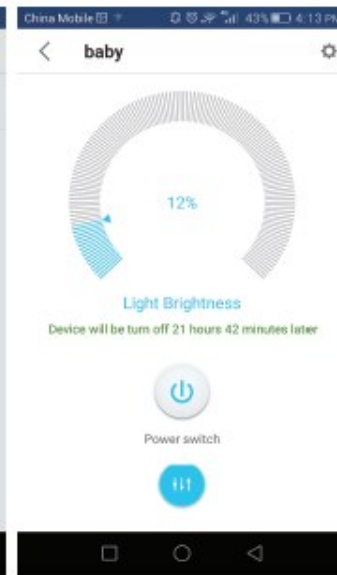 China Mobile 43% 4:13 PM
baby
12%
Light Brightness
Device will be turn off 21 hours 42 minutes later
Power switch